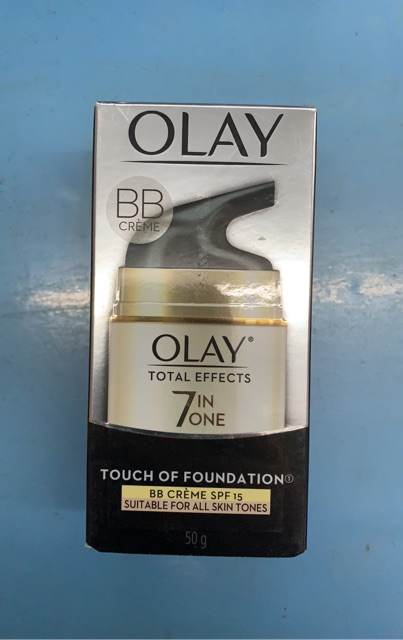 OLAY
BB
CRÈME
OLAY®
TOTAL EFFECTS
7 IN ONE
TOUCH OF FOUNDATION①
BB CRÈME SPF 15
SUITABLE FOR ALL SKIN TONES
50 g